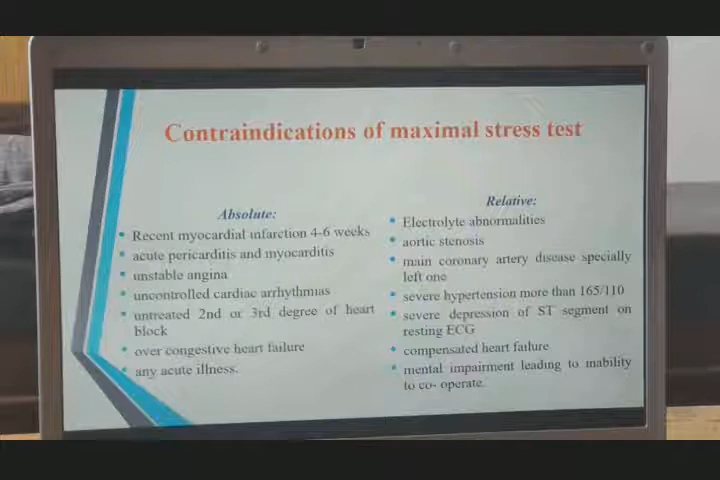 Contraindications of maximal stress test
Absolute:
Recent myocardial infarction 4-6 weeks
acute pericarditis and myocarditis
unstable angina
uncontrolled cardiac arrhythmias
untreated 2nd or 3rd degree of heart
block
over congestive heart failure
any acute illness.
Relative:
Electrolyte abnormalities
aortic stenosis
main coronary artery disease specially
left one
severe hypertension more than 165/110
severe depression of ST segment on
resting ECG
compensated heart failure
mental impairment leading to inability
to co- operate.